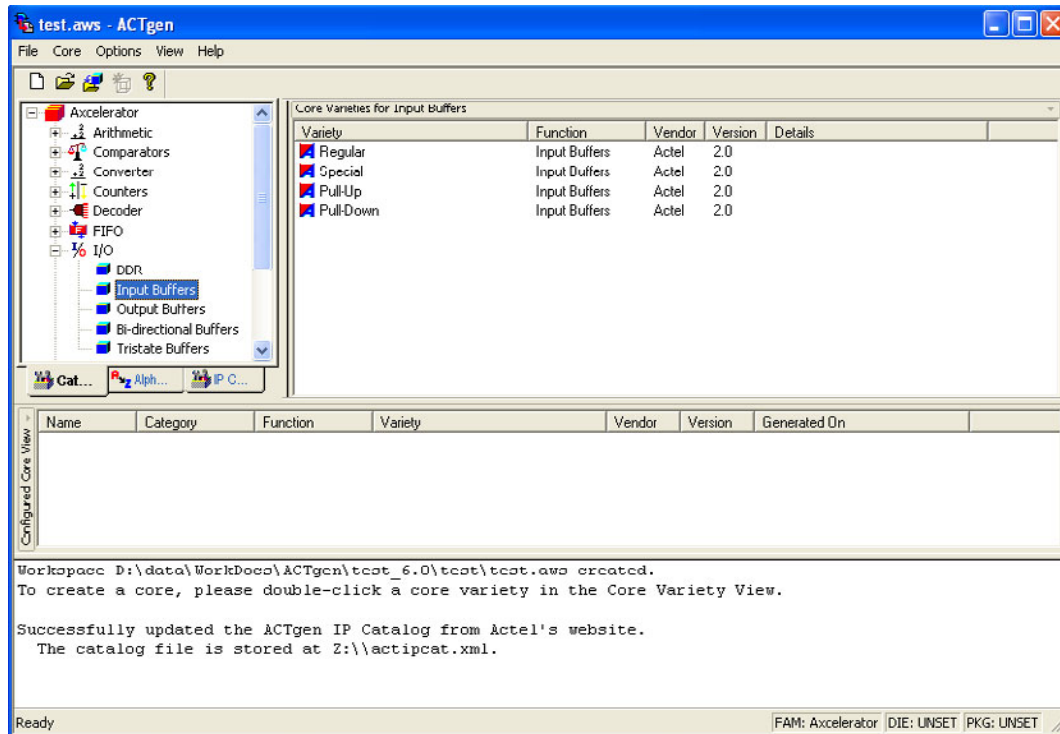 test.aws - ACTgen
File Core Options View Help
Axcelerator
Arithmetic
Comparators
Converter
Counters
Decoder
FIFO
I/O
DDR
Input Buffers
Output Buffers
Bi-directional Buffers
Tristate Buffers
Cat... Alph... IP C...
Core Varieties for Input Buffers
Variety Function Vendor Version Details
Regular Input Buffers Actel 2.0
Special Input Buffers Actel 2.0
Pull-Up Input Buffers Actel 2.0
Pull-Down Input Buffers Actel 2.0
Configured Core View
Name Category Function Variety Vendor Version Generated On
Workspace D:\data\WorkDocs\ACTgen\test_6.0\test\test.aws created.
To create a core, please double-click a core variety in the Core Variety View.
Successfully updated the ACTgen IP Catalog from Actel's website.
The catalog file is stored at Z:\\actipcat.xml.
Ready FAM: Axcelerator DIE: UNSET PKG: UNSET